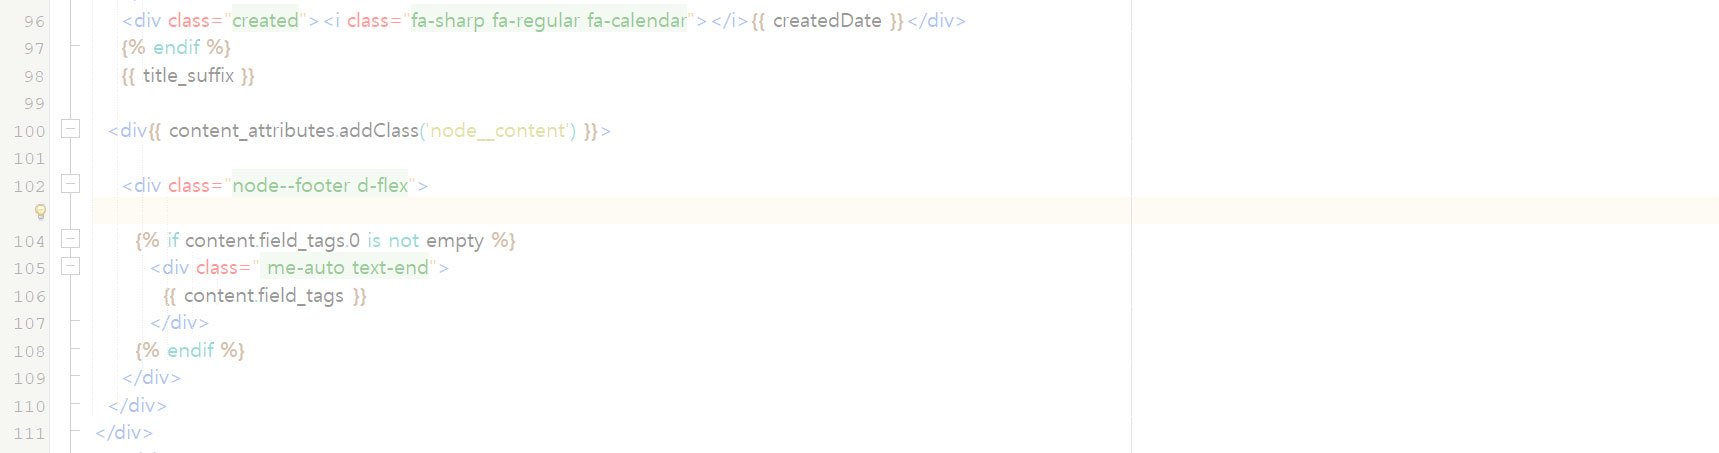 96 <div class="created"><i class="fa-sharp fa-regular fa-calendar"></i>{{ createdDate }}</div>
97 {% endif %}
98 {{ title_suffix }}
99
100 <div{{ content_attributes.addClass('node__content') }}>
101
102 <div class="node--footer d-flex">
104 {% if content.field_tags.0 is not empty %}
105 <div class=" me-auto text-end">
106 {{ content.field_tags }}
107 </div>
108 {% endif %}
109 </div>
110 </div>
111 </div>